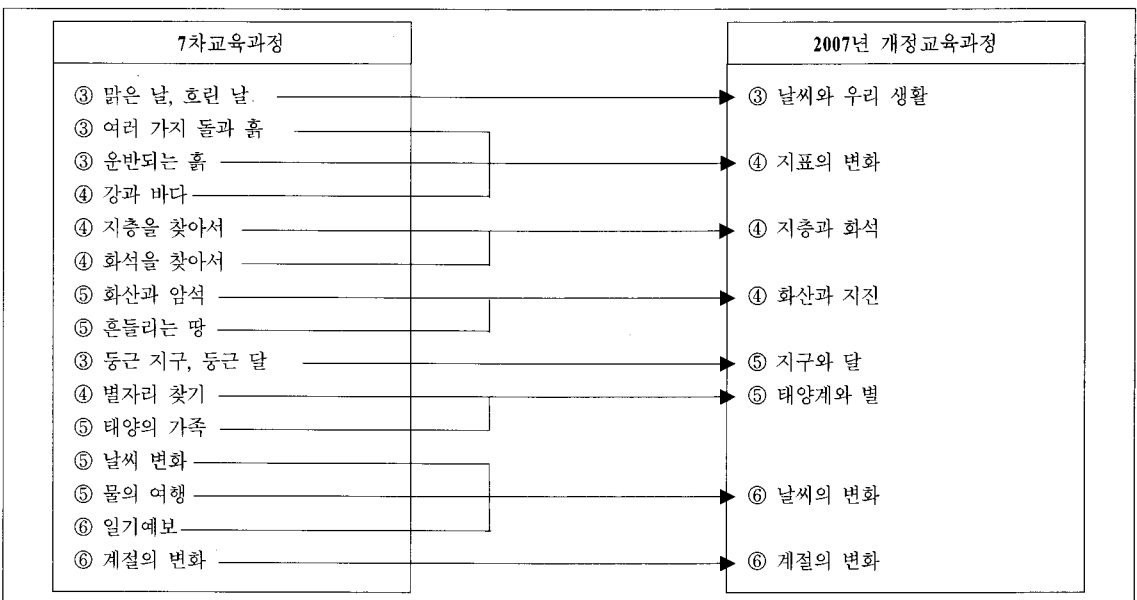 7차교육과정
③ 맑은 날, 흐린 날
③ 여러 가지 돌과 흙
③ 운반되는 흙
④ 강과 바다
④ 지층을 찾아서
④ 화석을 찾아서
⑤ 화산과 암석
⑤ 흔들리는 땅
③ 둥근 지구, 둥근 달
④ 별자리 찾기
⑤ 태양의 가족
⑤ 날씨 변화
⑤ 물의 여행
⑥ 일기예보
⑥ 계절의 변화
2007년 개정교육과정
③ 날씨와 우리 생활
④ 지표의 변화
④ 지층과 화석
④ 화산과 지진
⑤ 지구와 달
⑤ 태양계와 별
⑥ 날씨의 변화
⑥ 계절의 변화